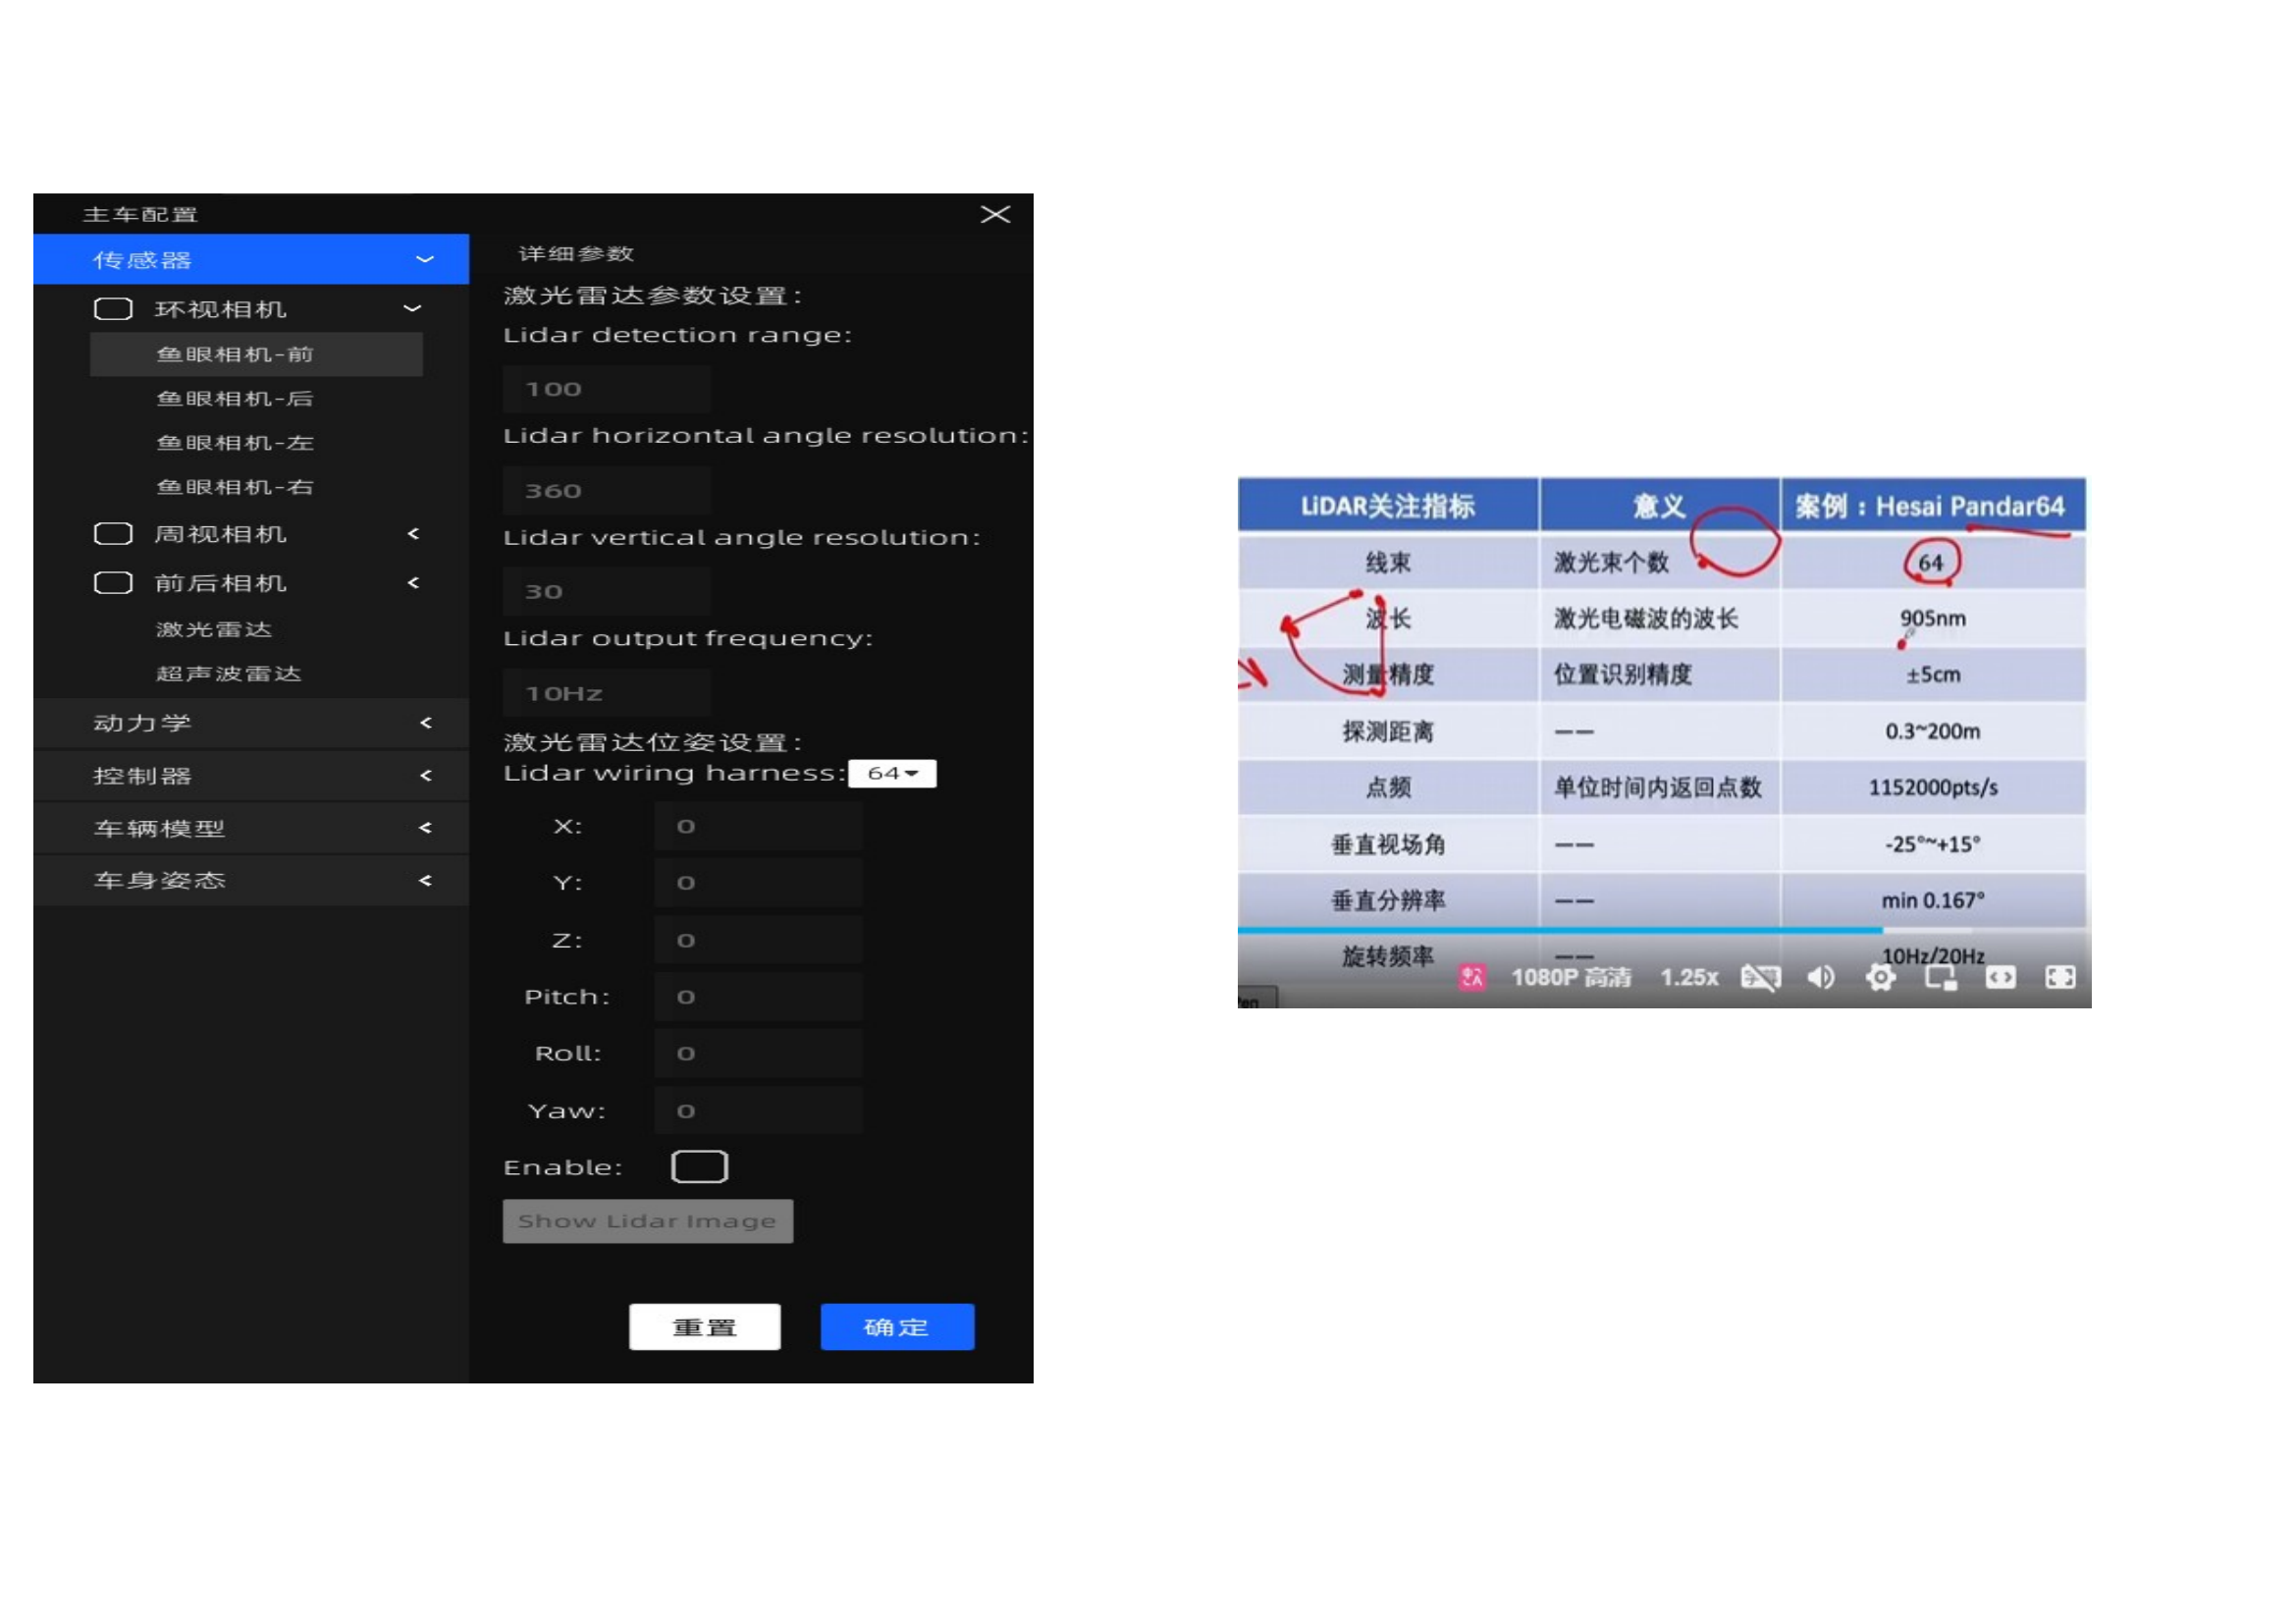 主车配置
传感器
环视相机
鱼眼相机-前
鱼眼相机-后
鱼眼相机-左
鱼眼相机-右
周视相机
前后相机
激光雷达
超声波雷达
动力学
控制器
车辆模型
车身姿态
详细参数
激光雷达参数设置:
Lidar detection range:
100
Lidar horizontal angle resolution:
360
Lidar vertical angle resolution:
30
Lidar output frequency:
10Hz
激光雷达位姿设置:
Lidar wiring harness: 64
X: 0
Y: 0
Z: 0
Pitch: 0
Roll: 0
Yaw: 0
Enable:
Show Lidar Image
重置 确定
LiDAR关注指标 意义 案例：Hesai Pandar64
线束 激光束个数 64
波长 激光电磁波的波长 905nm
测量精度 位置识别精度 ±5cm
探测距离 —— 0.3~200m
点频 单位时间内返回点数 1152000pts/s
垂直视场角 —— -25°~+15°
垂直分辨率 —— min 0.167°
旋转频率 —— 10Hz/20Hz
1080P 高清 1.25x